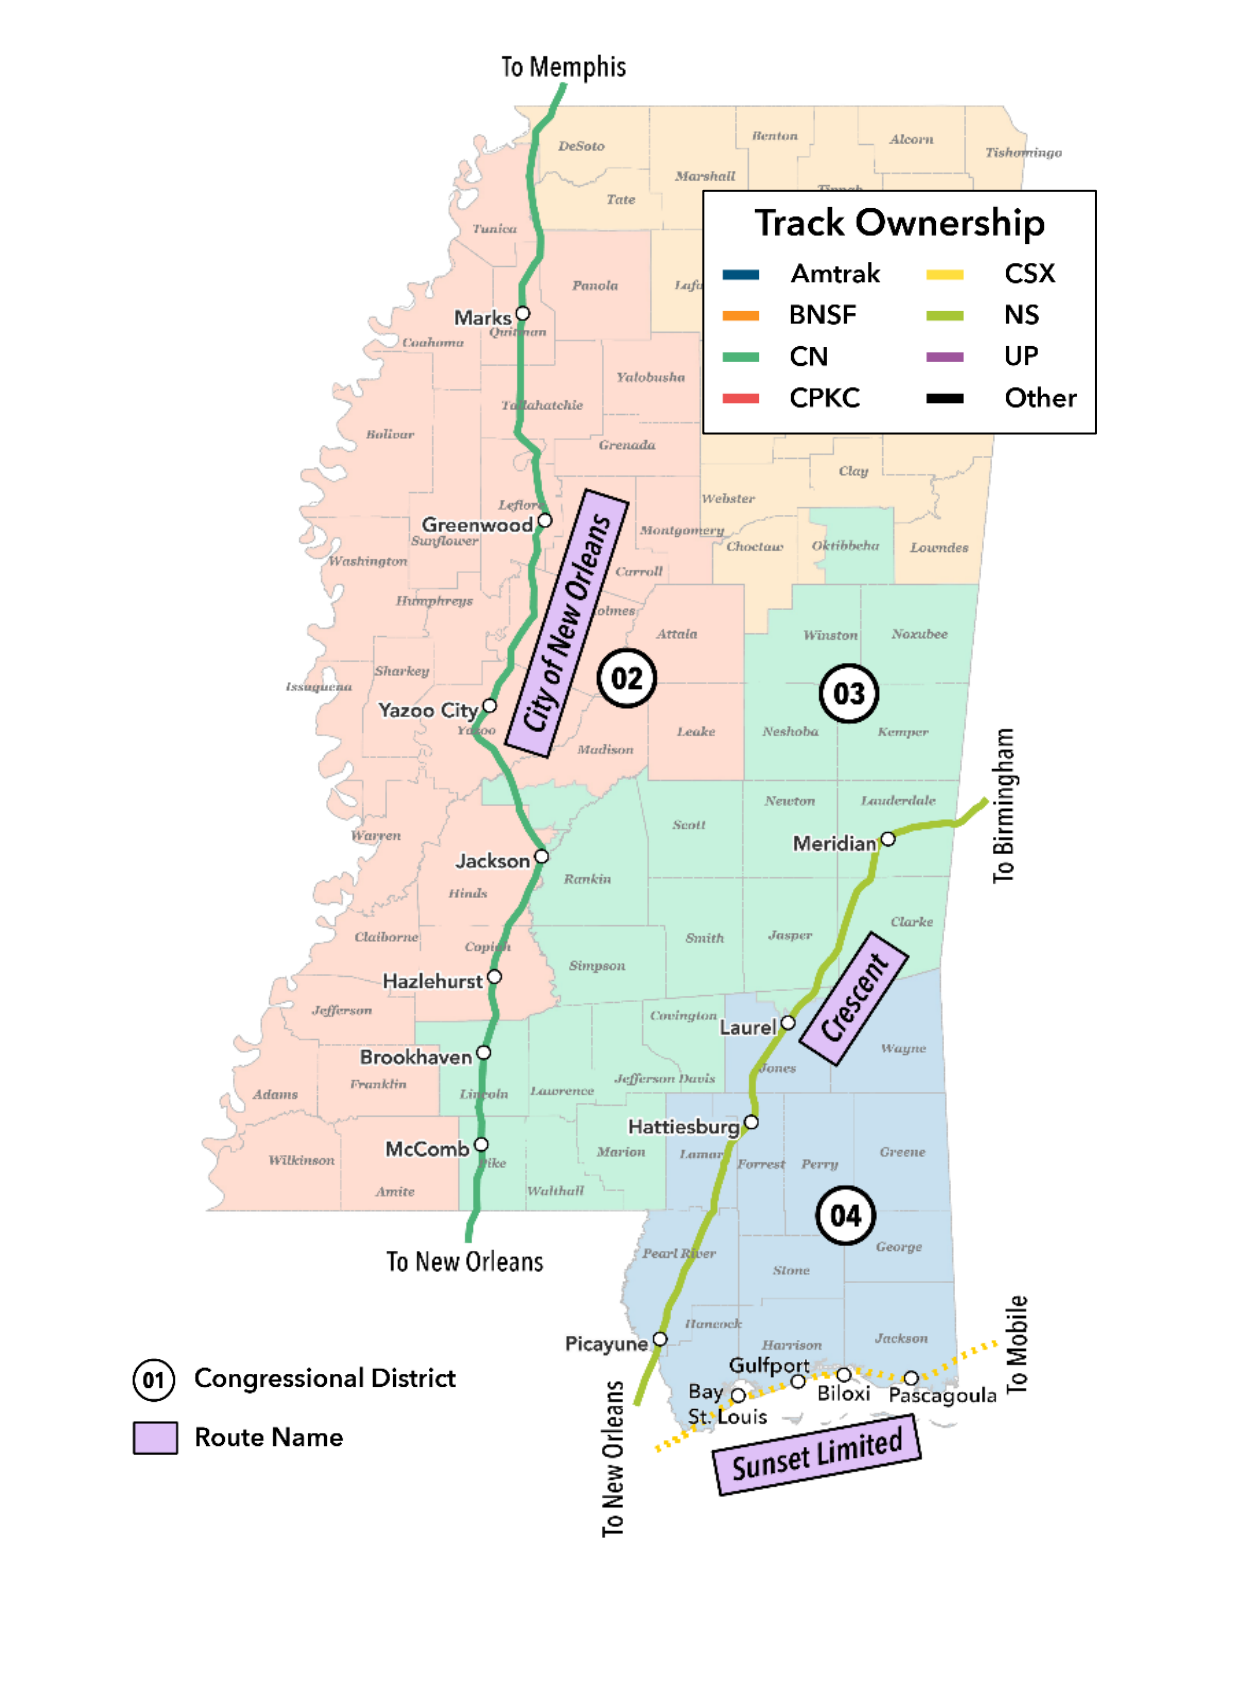 To Memphis
DeSoto
Benton
Alcorn
Tishomingo
Marshall
Tate
Tunica
Panola
Track Ownership
Amtrak
CSX
BNSF
NS
CN
UP
CPKC
Other
Marks
Quitman
Coahoma
Yalobusha
Tallahatchie
Bolivar
Grenada
Clay
Webster
Leflore
Greenwood
Sunflower
Montgomery
Choctaw
Oktibbeha
Lowndes
Washington
Carroll
City of New Orleans
Humphreys
olmes
Attala
Winston
Noxubee
Sharkey
Issaquena
02
03
Yazoo City
Yazoo
Madison
Leake
Neshoba
Kemper
To Birmingham
Newton
Lauderdale
Scott
Warren
Meridian
Jackson
Rankin
Hinds
Claiborne
Copiah
Smith
Jasper
Clarke
Simpson
Crescent
Hazlehurst
Jefferson
Covington
Laurel
Wayne
Brookhaven
Jones
Franklin
Adams
Lincoln
Lawrence
Jefferson Davis
Hattiesburg
McComb
Pike
Marion
Lamar
Forrest
Perry
Greene
Wilkinson
Amite
Walthall
04
To New Orleans
Pearl River
George
Stone
Hancock
Harrison
Jackson
To Mobile
Picayune
Gulfport
Bay
St. Louis
Biloxi
Pascagoula
To New Orleans
Sunset Limited
01
Congressional District
Route Name